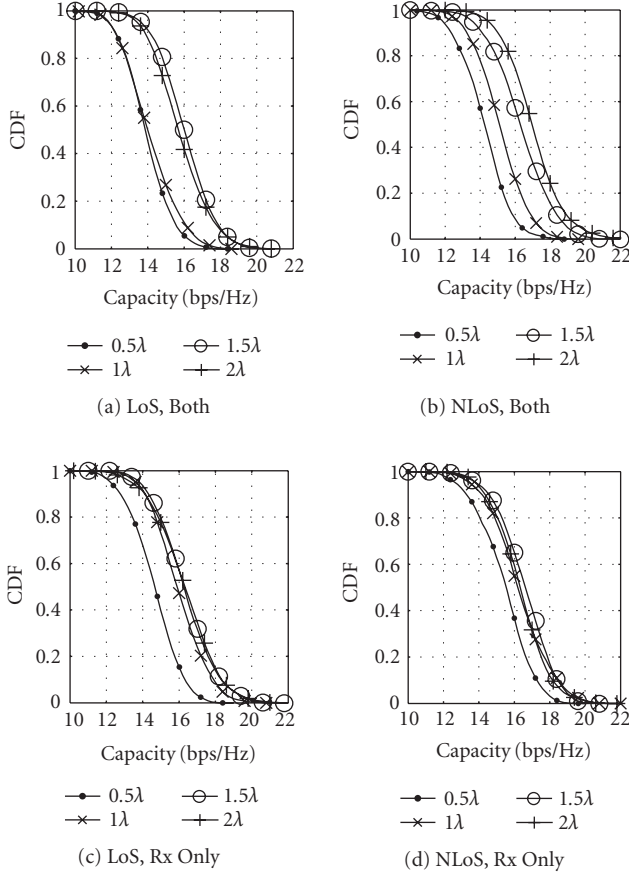 1
0.8
0.6
0.4
0.2
0
CDF
10 12 14 16 18 20 22
Capacity (bps/Hz)
0.5λ 1.5λ
1λ 2λ
(a) LoS, Both
1
0.8
0.6
0.4
0.2
0
CDF
10 12 14 16 18 20 22
Capacity (bps/Hz)
0.5λ 1.5λ
1λ 2λ
(b) NLoS, Both
1
0.8
0.6
0.4
0.2
0
CDF
10 12 14 16 18 20 22
Capacity (bps/Hz)
0.5λ 1.5λ
1λ 2λ
(c) LoS, Rx Only
1
0.8
0.6
0.4
0.2
0
CDF
10 12 14 16 18 20 22
Capacity (bps/Hz)
0.5λ 1.5λ
1λ 2λ
(d) NLoS, Rx Only